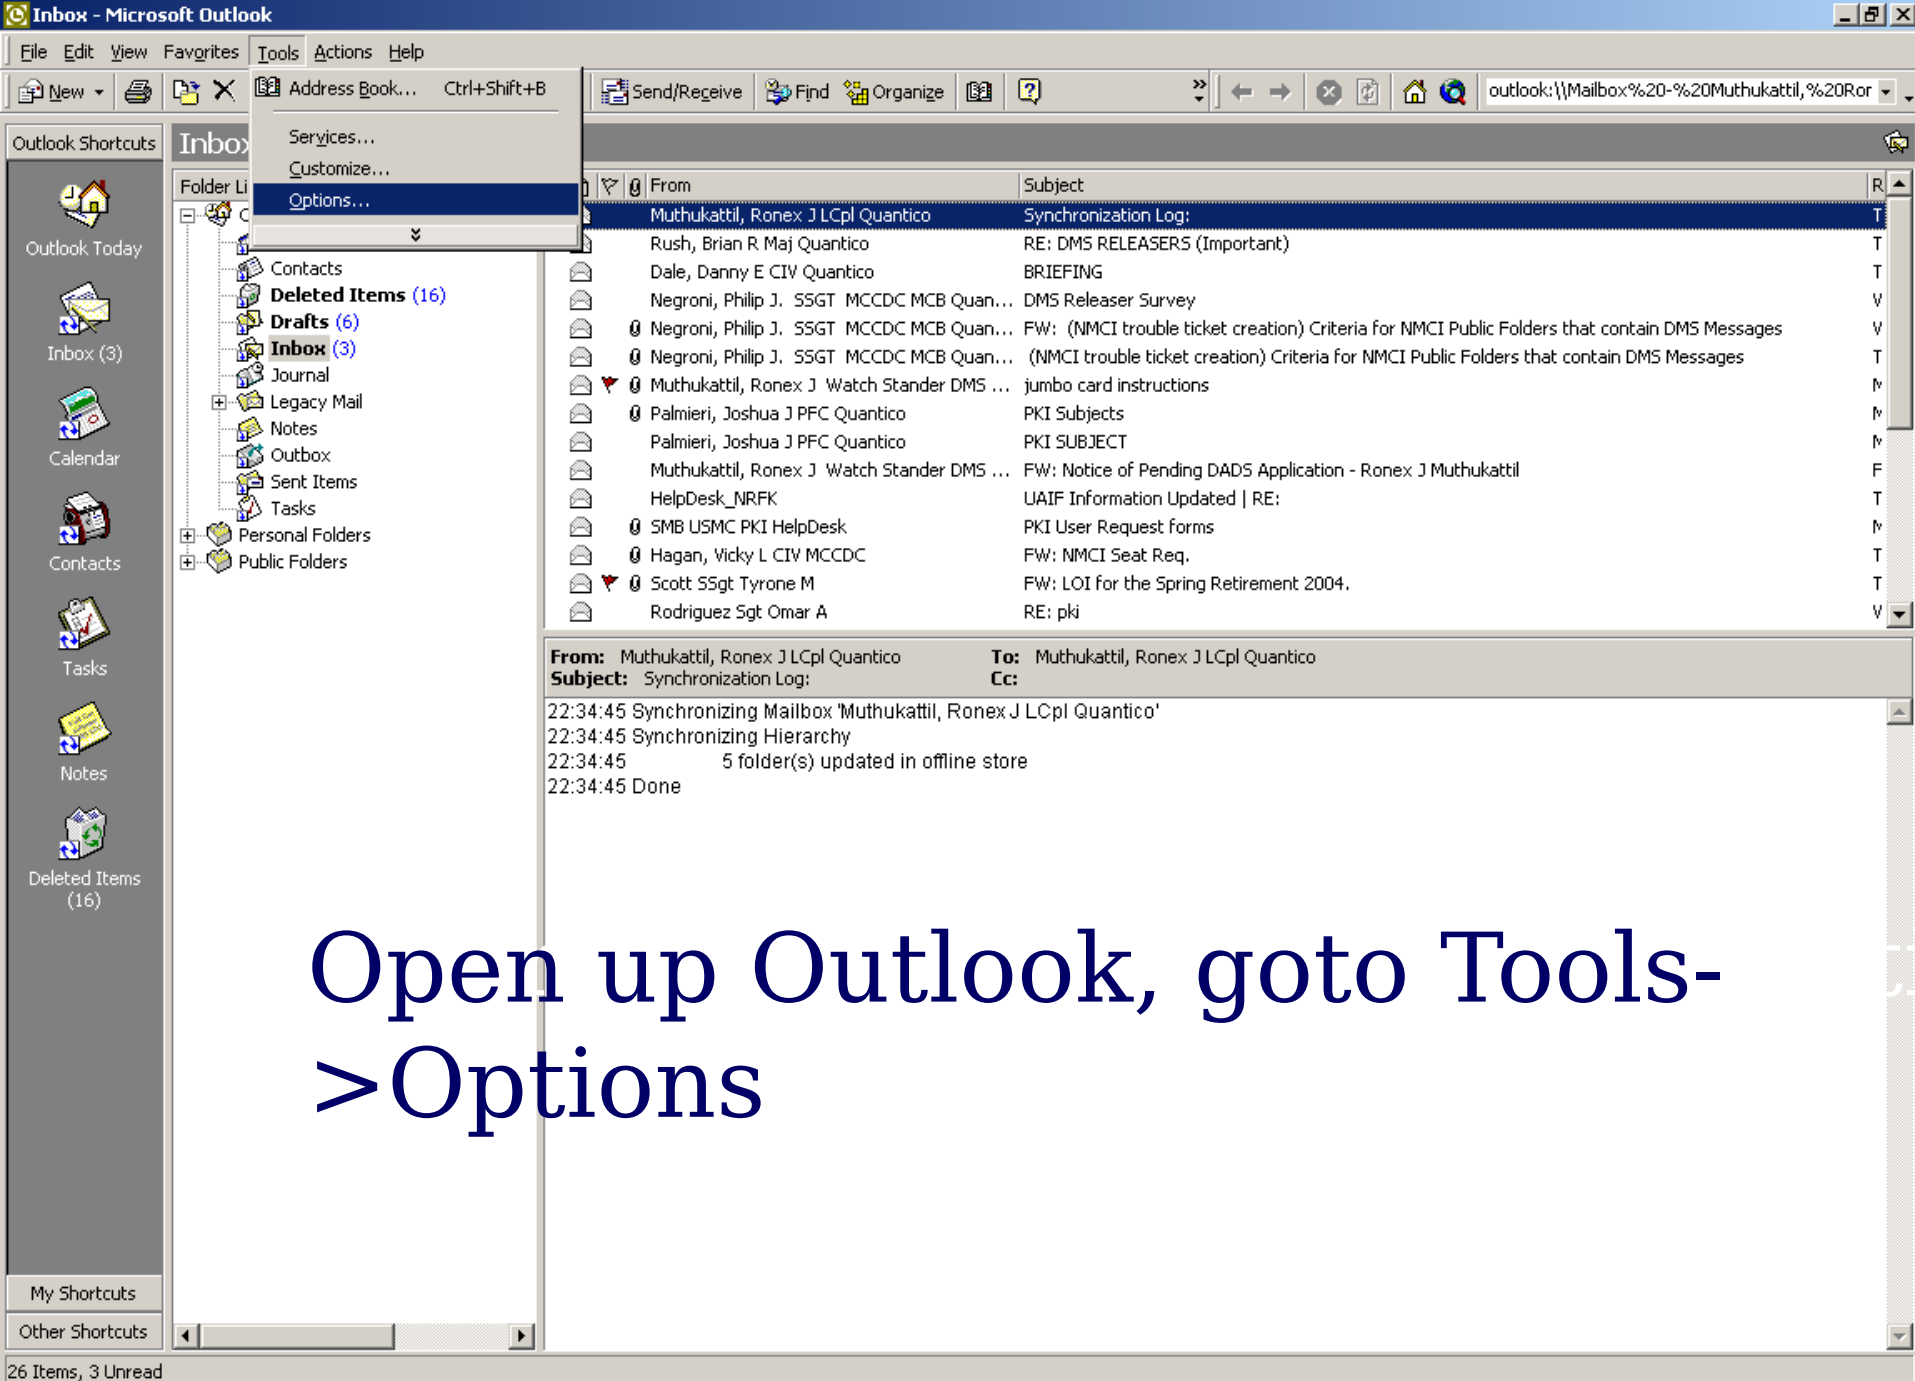 Inbox - Microsoft Outlook
File Edit View Favorites Tools Actions Help
New Address Book... Ctrl+Shift+B Send/Receive Find Organize outlook:\\Mailbox%20-%20Muthukattil,%20Ror
Services...
Customize...
Options...
Outlook Shortcuts
Outlook Today
Inbox (3)
Calendar
Contacts
Tasks
Notes
Deleted Items
(16)
My Shortcuts
Other Shortcuts
Inbox
Folder Li
Contacts
Deleted Items (16)
Drafts (6)
Inbox (3)
Journal
Legacy Mail
Notes
Outbox
Sent Items
Tasks
Personal Folders
Public Folders
From Subject R
Muthukattil, Ronex J LCpl Quantico Synchronization Log: T
Rush, Brian R Maj Quantico RE: DMS RELEASERS (Important) T
Dale, Danny E CIV Quantico BRIEFING T
Negroni, Philip J. SSGT MCCDC MCB Quan... DMS Releaser Survey
Negroni, Philip J. SSGT MCCDC MCB Quan... FW: (NMCI trouble ticket creation) Criteria for NMCI Public Folders that contain DMS Messages
Negroni, Philip J. SSGT MCCDC MCB Quan... (NMCI trouble ticket creation) Criteria for NMCI Public Folders that contain DMS Messages T
Muthukattil, Ronex J Watch Stander DMS ... jumbo card instructions
Palmieri, Joshua J PFC Quantico PKI Subjects
Palmieri, Joshua J PFC Quantico PKI SUBJECT
Muthukattil, Ronex J Watch Stander DMS ... FW: Notice of Pending DADS Application - Ronex J Muthukattil F
HelpDesk_NRFK UAIF Information Updated | RE: T
SMB USMC PKI HelpDesk PKI User Request forms
Hagan, Vicky L CIV MCCDC FW: NMCI Seat Req. T
Scott SSgt Tyrone M FW: LOI for the Spring Retirement 2004. T
Rodriguez Sgt Omar A RE: pki
From: Muthukattil, Ronex J LCpl Quantico To: Muthukattil, Ronex J LCpl Quantico
Subject: Synchronization Log: Cc:
22:34:45 Synchronizing Mailbox 'Muthukattil, Ronex J LCpl Quantico'
22:34:45 Synchronizing Hierarchy
22:34:45 5 folder(s) updated in offline store
22:34:45 Done
Open up Outlook, goto Tools-
>Options
26 Items, 3 Unread